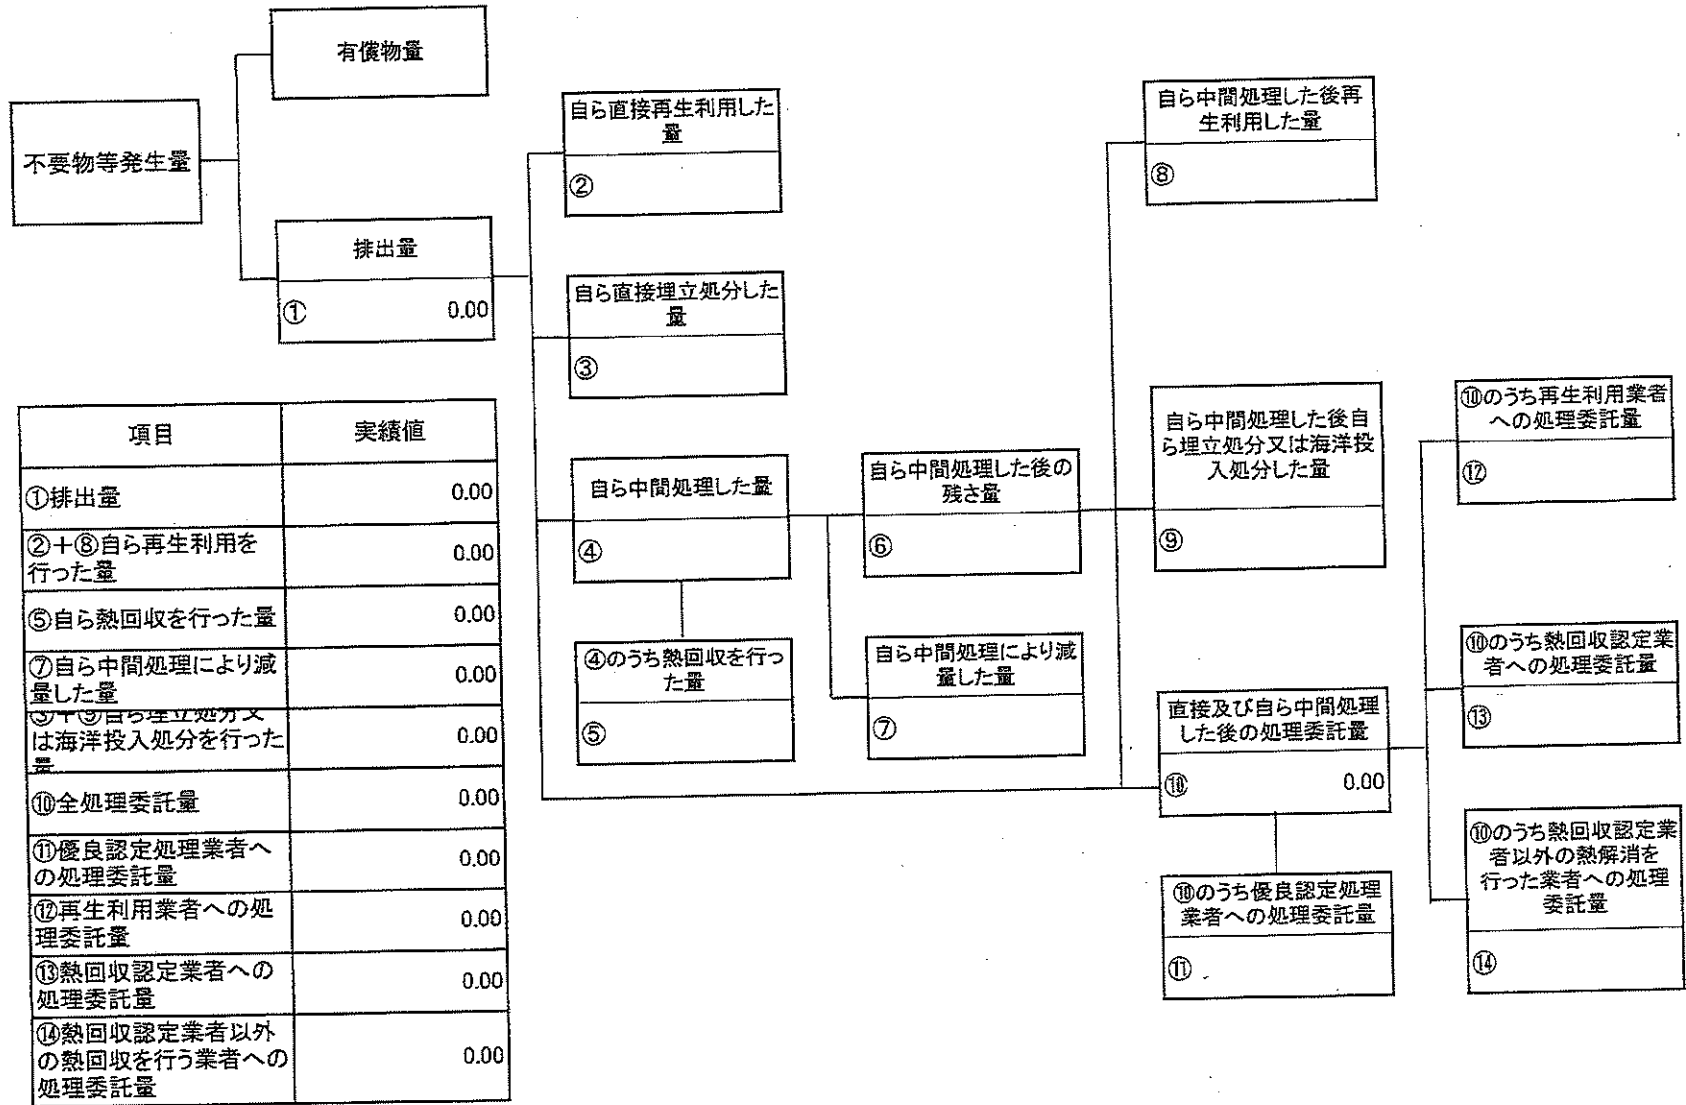 有償物量
不要物等発生量
排出量
① 0.00
自ら直接再生利用した
量
②
自ら直接埋立処分した
量
③
自ら中間処理した量
④
④のうち熱回収を行っ
た量
⑤
自ら中間処理した後の
残さ量
⑥
自ら中間処理により減
量した量
⑦
自ら中間処理した後再
生利用した量
⑧
自ら中間処理した後自
ら埋立処分又は海洋投
入処分した量
⑨
直接及び自ら中間処理
した後の処理委託量
⑩ 0.00
⑩のうち優良認定処理
業者への処理委託量
⑪
⑩のうち再生利用業者
への処理委託量
⑫
⑩のうち熱回収認定業
者への処理委託量
⑬
⑩のうち熱回収認定業
者以外の熱解消を
行った業者への処理
委託量
⑭
項目 実績値
①排出量 0.00
②+⑧自ら再生利用を
行った量 0.00
⑤自ら熱回収を行った量 0.00
⑦自ら中間処理により減
量した量 0.00
③+⑨自ら埋立処分又
は海洋投入処分を行った
量 0.00
⑩全処理委託量 0.00
⑪優良認定処理業者へ
の処理委託量 0.00
⑫再生利用業者への処
理委託量 0.00
⑬熱回収認定業者への
処理委託量 0.00
⑭熱回収認定業者以外
の熱回収を行う業者への
処理委託量 0.00